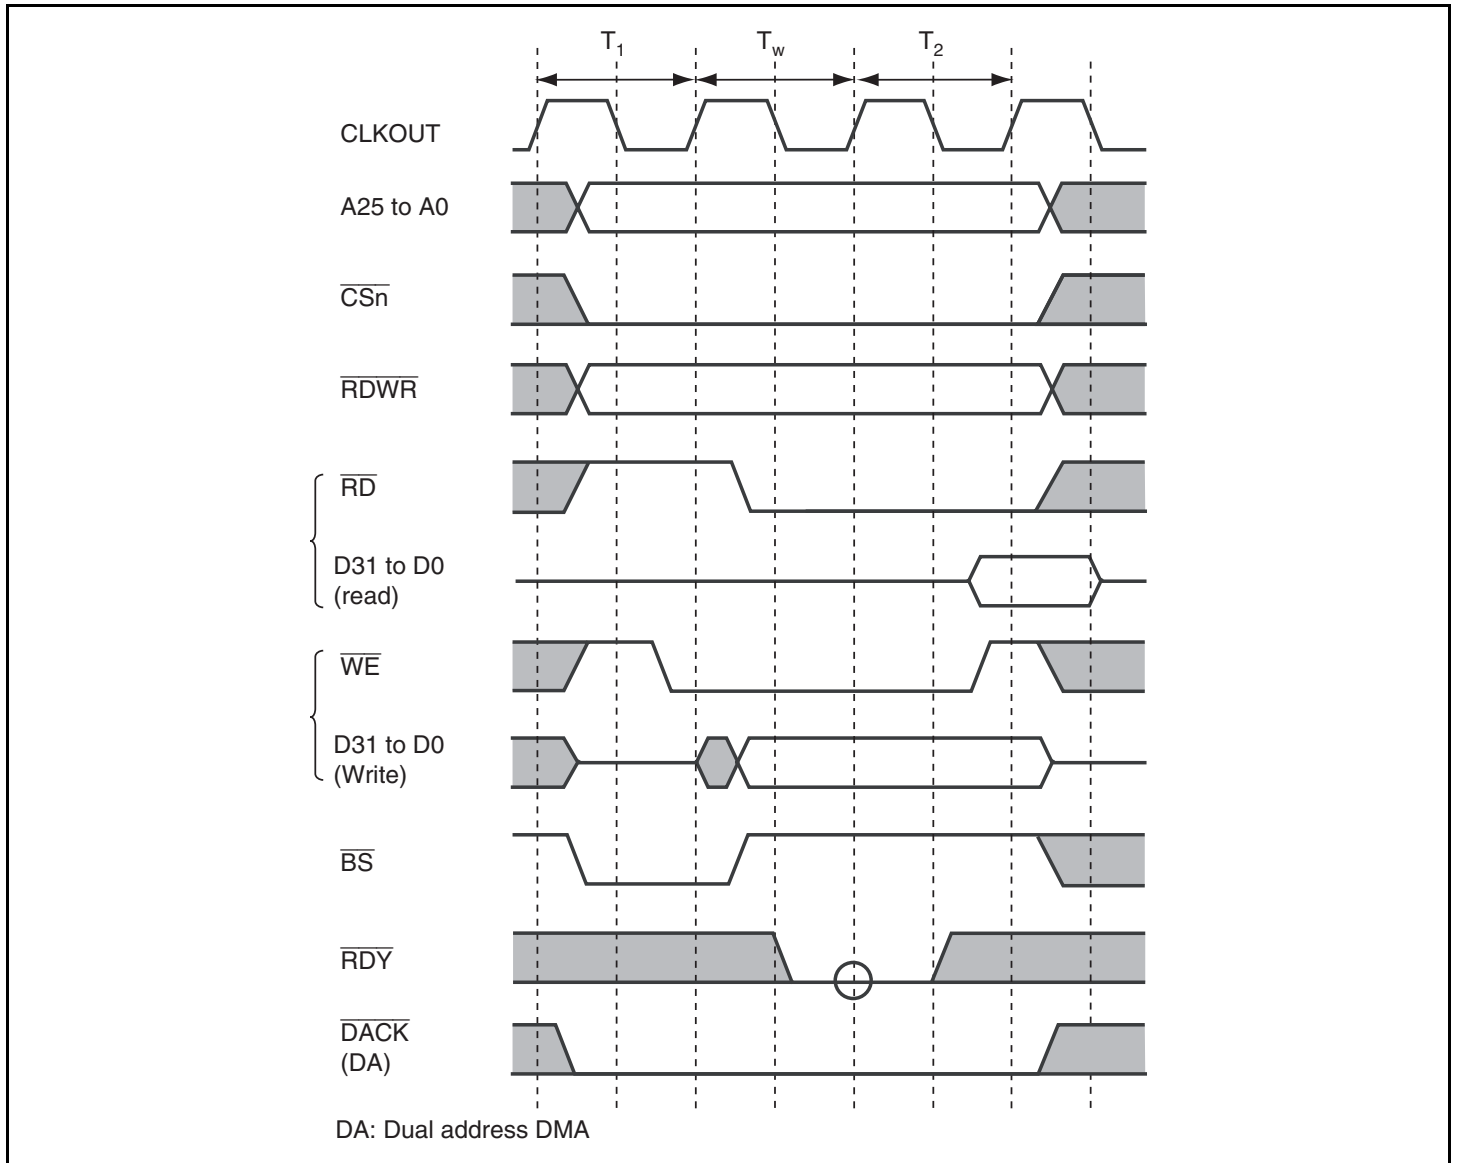 T1 Tw T2
CLKOUT
A25 to A0
CSn
RDWR
RD
D31 to D0
(read)
WE
D31 to D0
(Write)
BS
RDY
DACK
(DA)
DA: Dual address DMA